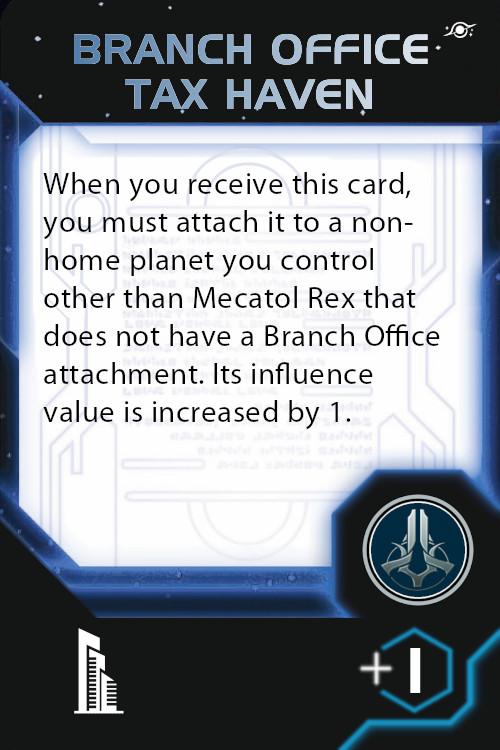 BRANCH OFFICE
TAX HAVEN
When you receive this card,
you must attach it to a non-
home planet you control
other than Mecatol Rex that
does not have a Branch Office
attachment. Its influence
value is increased by 1.
+1